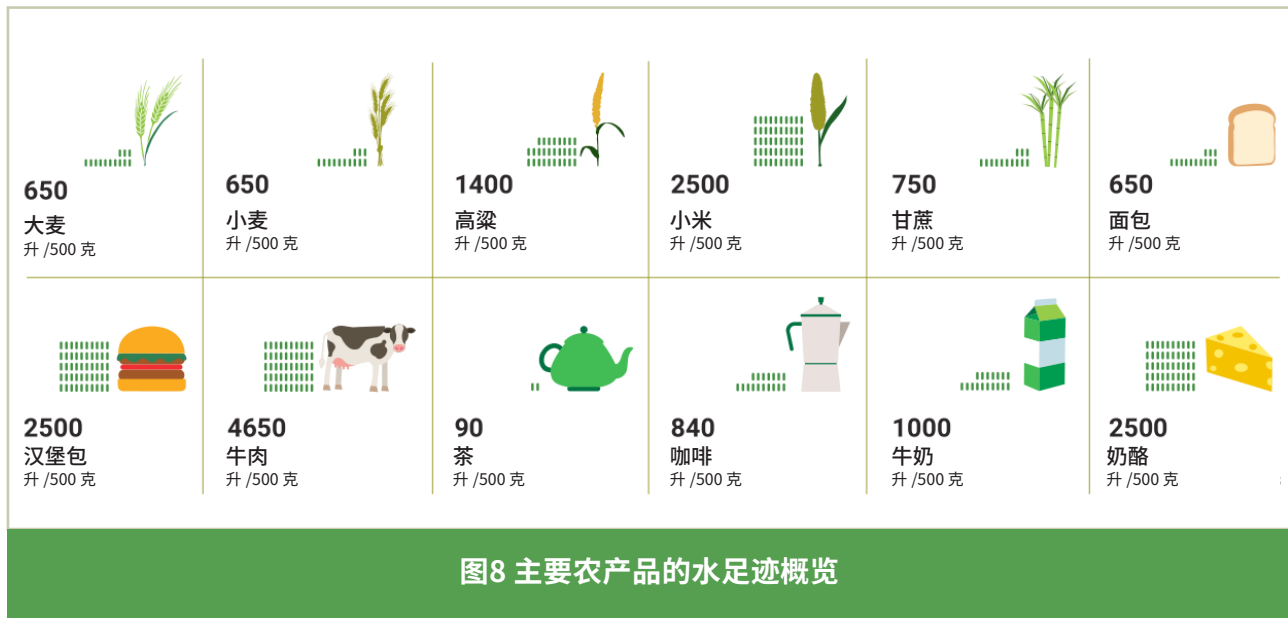 650
大麦
升 /500 克
650
小麦
升 /500 克
1400
高粱
升 /500 克
2500
小米
升 /500 克
750
甘蔗
升 /500 克
650
面包
升 /500 克
2500
汉堡包
升 /500 克
4650
牛肉
升 /500 克
90
茶
升 /500 克
840
咖啡
升 /500 克
1000
牛奶
升 /500 克
2500
奶酪
升 /500 克
图8 主要农产品的水足迹概览